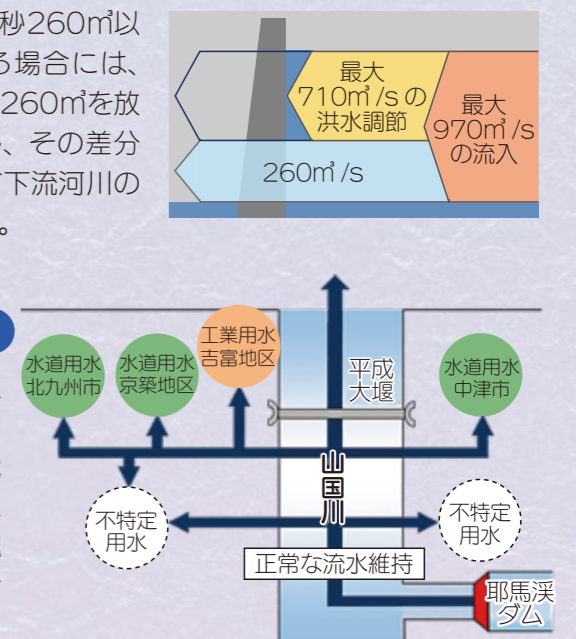 秒260㎥以
る場合には、
260㎥を放
、その差分
下流河川の
。
最大
710㎥/sの
洪水調節
最大
970㎥/s
の流入
260㎥/s
水道用水
北九州市
水道用水
京築地区
工業用水
吉富地区
平成
大堰
水道用水
中津市
山国川
不特定
用水
不特定
用水
正常な流水維持
耶馬渓
ダム